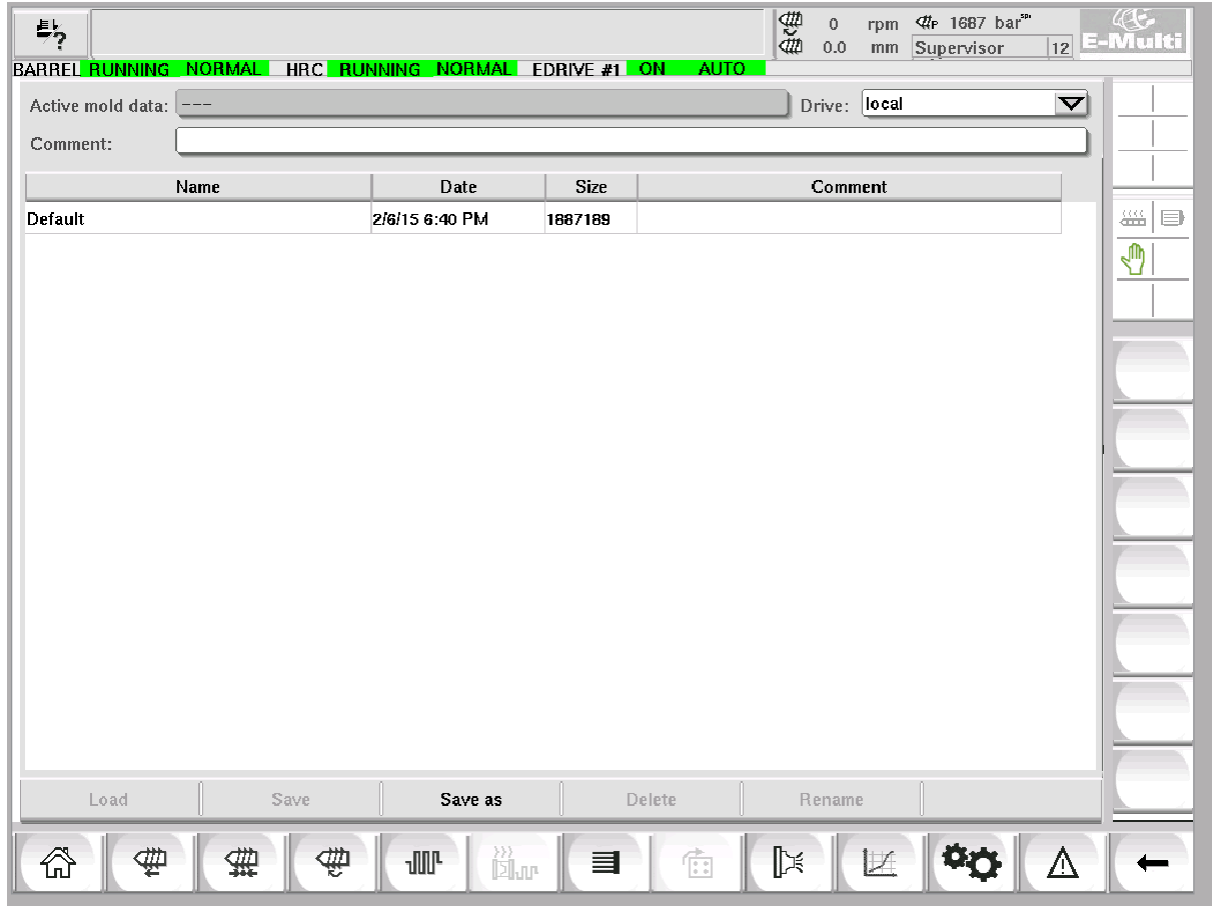 0 rpm 1687 bar spe
0.0 mm Supervisor 12
E-Multi
BARREL RUNNING NORMAL HRC RUNNING NORMAL EDRIVE #1 ON AUTO
Active mold data: --- Drive: local
Comment:
Name Date Size Comment
Default 2/6/15 6:40 PM 1887189
Load Save Save as Delete Rename